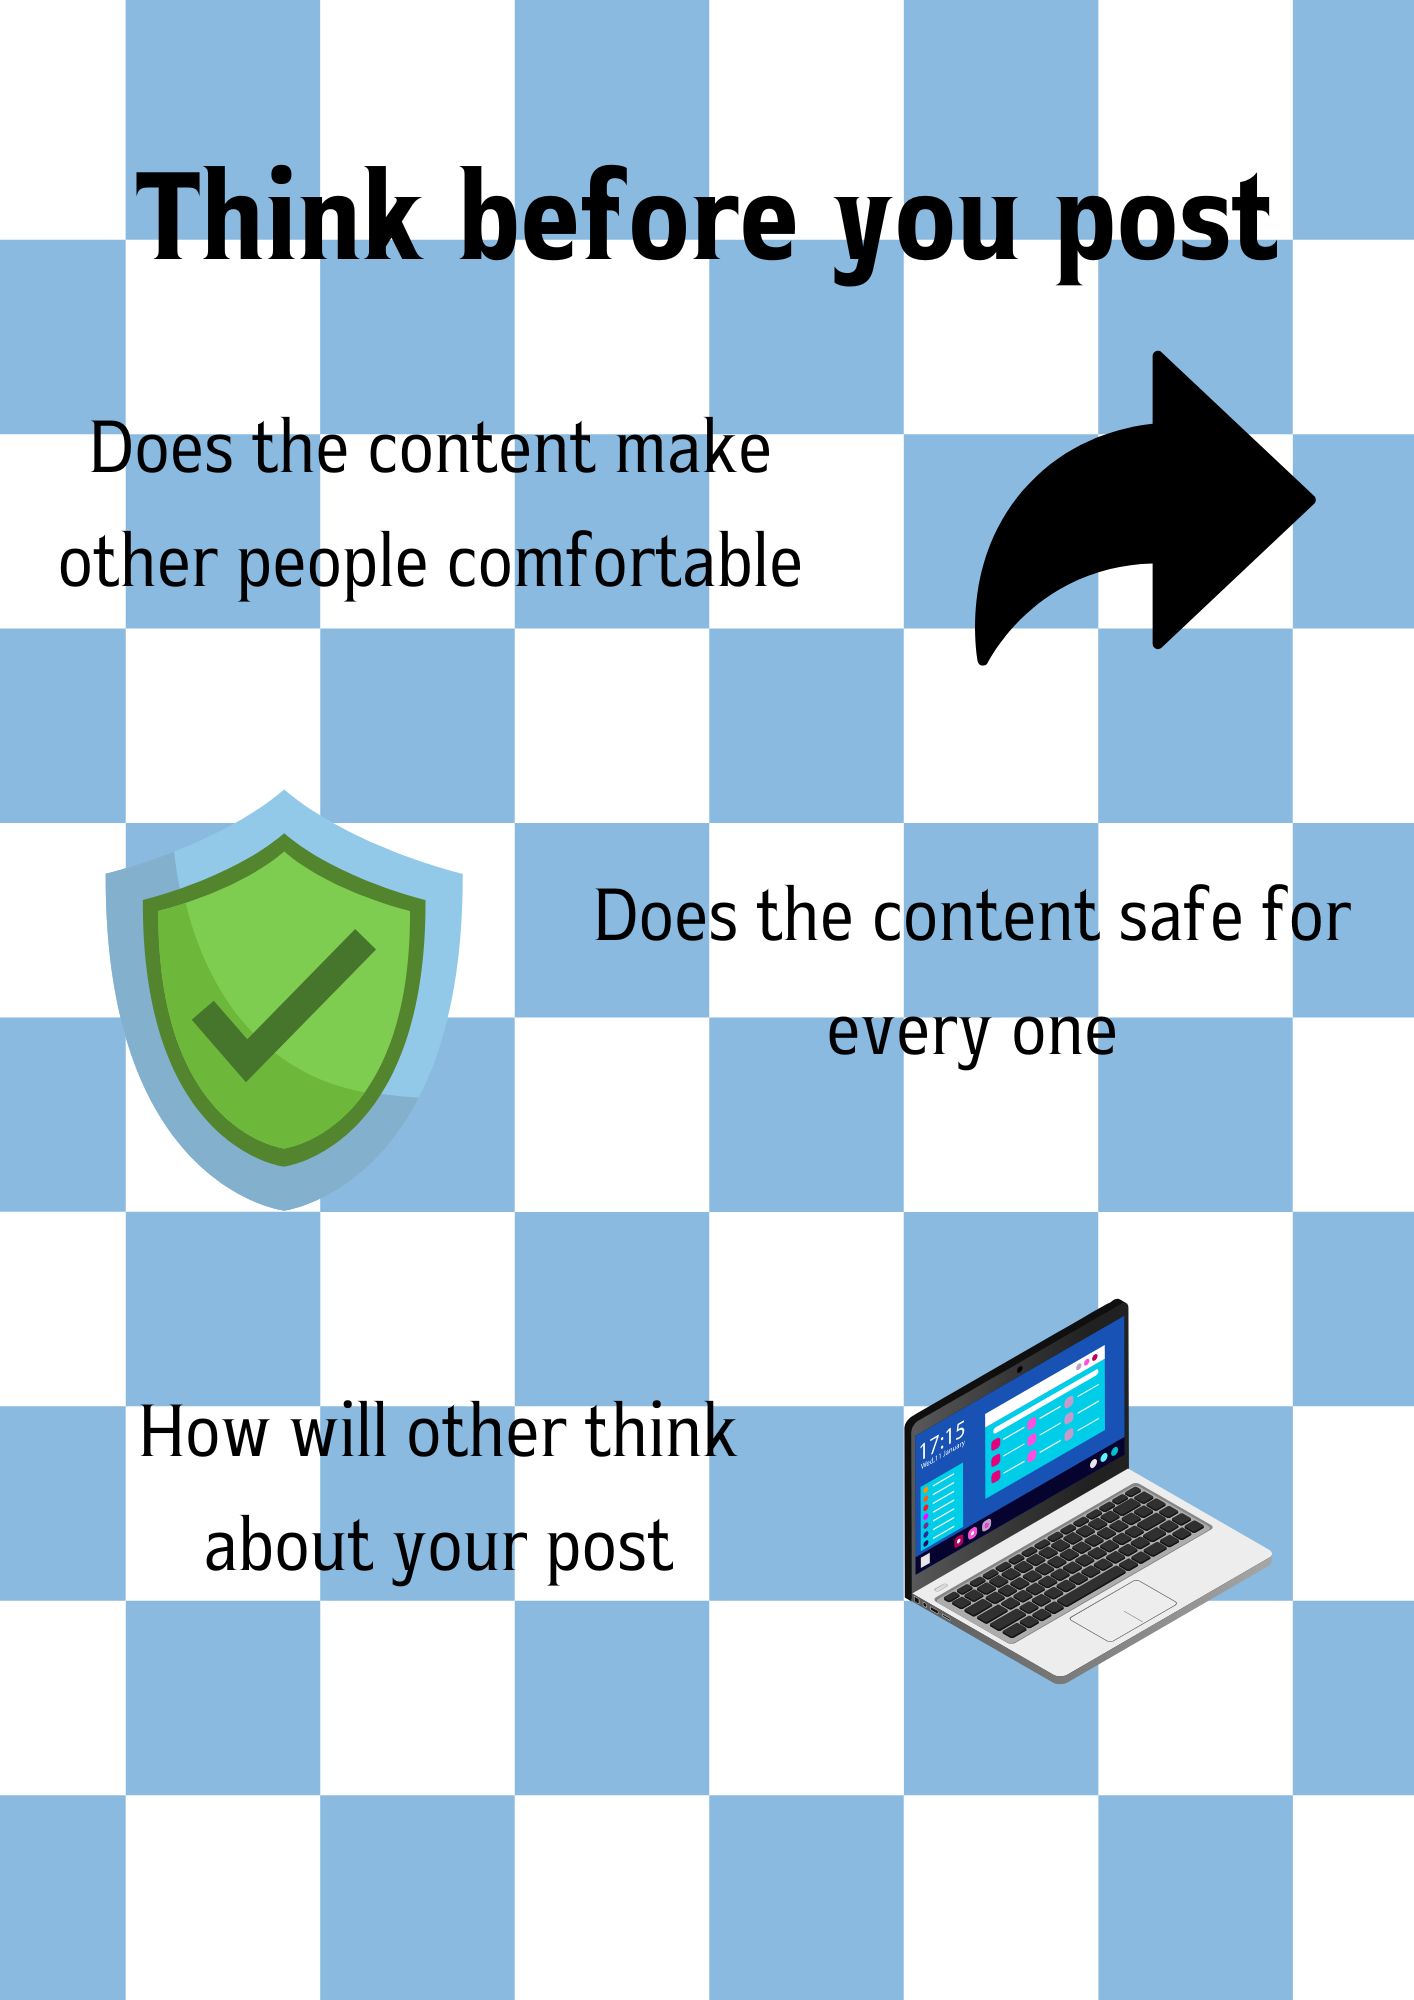 Think before you post
Does the content make
other people comfortable
Does the content safe for
every one
How will other think
about your post
17:15
Wed,11 January